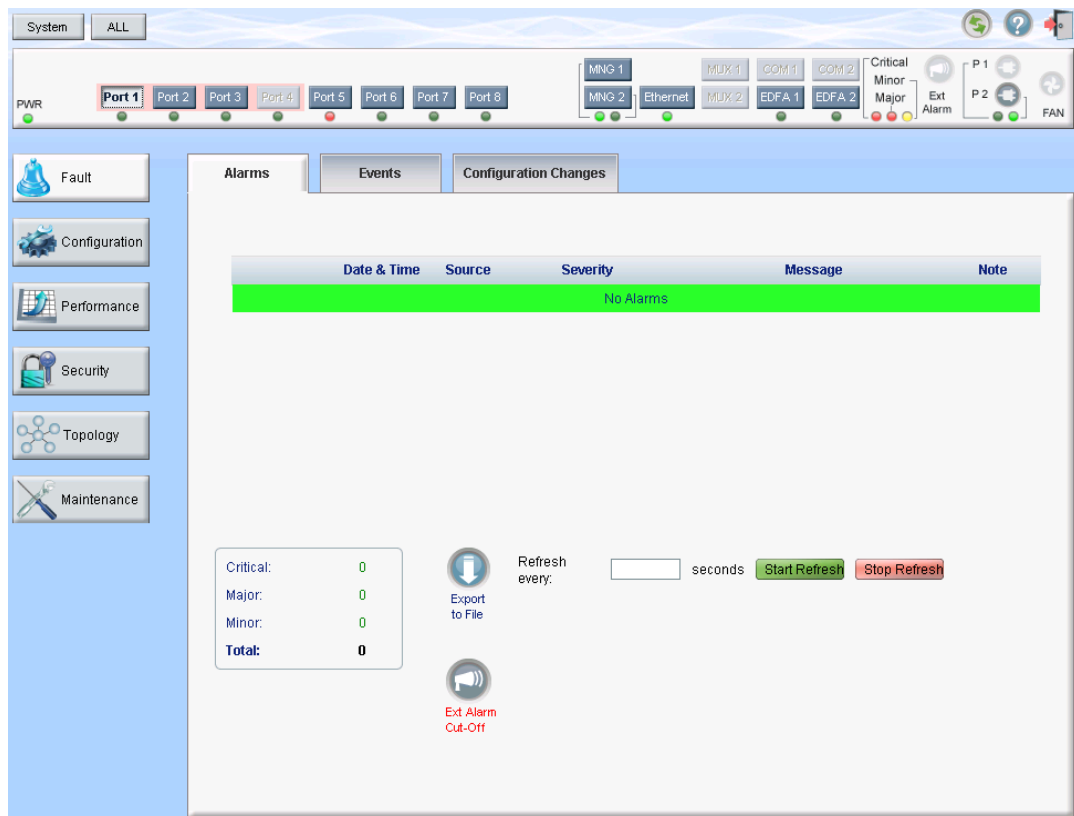 System ALL
Critical
Minor
Major
P 1
MNG 1 MUX 1 COM 1 COM 2
PWR Port 1 Port 2 Port 3 Port 4 Port 5 Port 6 Port 7 Port 8 MNG 2 Ethernet MUX 2 EDFA 1 EDFA 2
Ext
Alarm
P 2
FAN
Fault
Configuration
Performance
Security
Topology
Maintenance
Alarms Events Configuration Changes
Date & Time Source Severity Message Note
No Alarms
Critical: 0
Major: 0
Minor: 0
Total: 0
Export
to File
Refresh
every:
seconds Start Refresh Stop Refresh
Ext Alarm
Cut-Off